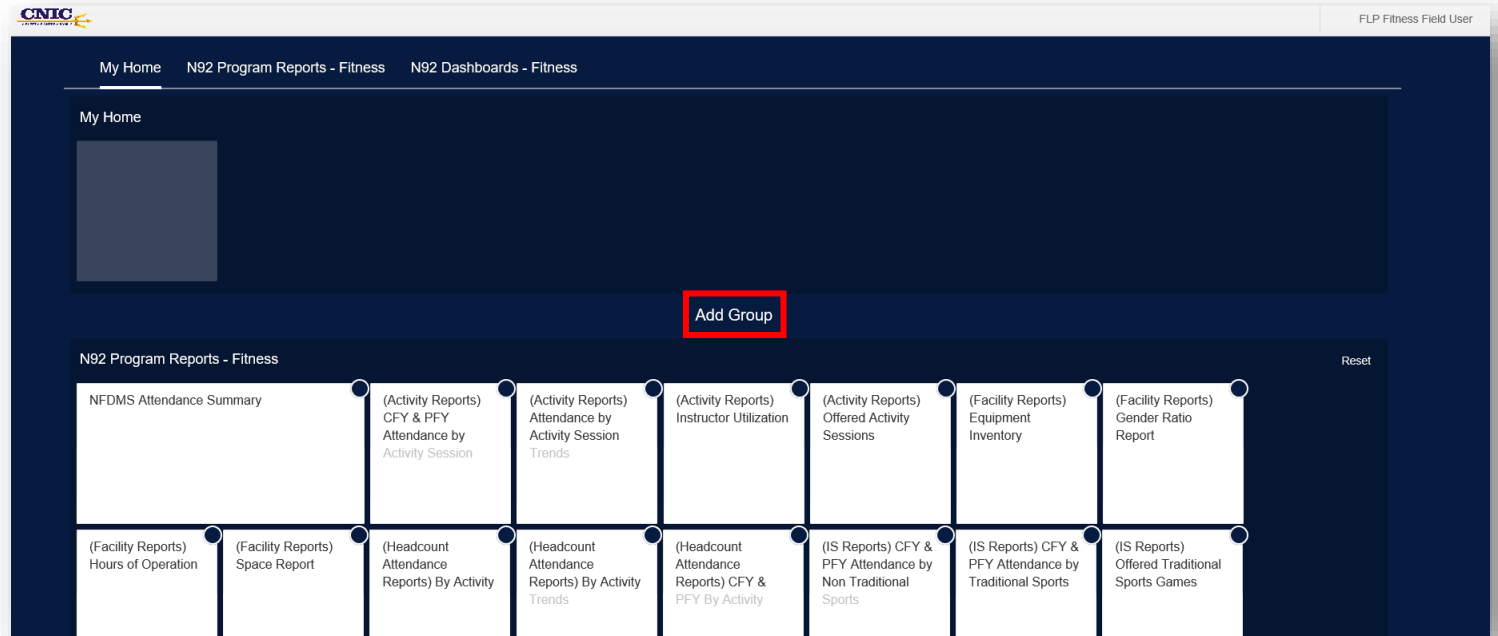 CNIC
FLP Fitness Field User
My Home N92 Program Reports - Fitness N92 Dashboards - Fitness
My Home
Add Group
N92 Program Reports - Fitness
Reset
NFDMS Attendance Summary
(Activity Reports)
CFY & PFY
Attendance by
Activity Session
(Activity Reports)
Attendance by
Activity Session
Trends
(Activity Reports)
Instructor Utilization
(Activity Reports)
Offered Activity
Sessions
(Facility Reports)
Equipment
Inventory
(Facility Reports)
Gender Ratio
Report
(Facility Reports)
Hours of Operation
(Facility Reports)
Space Report
(Headcount
Attendance
Reports) By Activity
(Headcount
Attendance
Reports) By Activity
Trends
(Headcount
Attendance
Reports) CFY &
PFY By Activity
(IS Reports) CFY &
PFY Attendance by
Non Traditional
Sports
(IS Reports) CFY &
PFY Attendance by
Traditional Sports
(IS Reports)
Offered Traditional
Sports Games